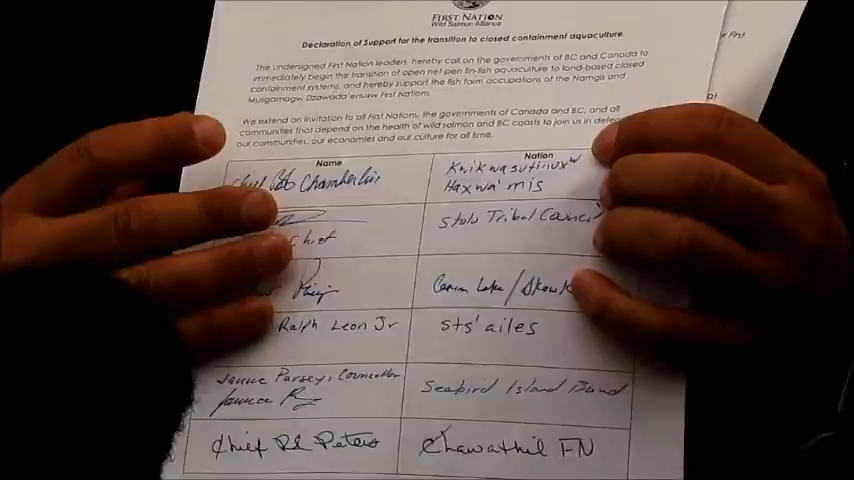 FIRST NATION
Wild Salmon Alliance
Declaration of Support for the transition to closed containment aquaculture.
The undersigned First Nation leaders, hereby call on the governments of BC and Canada to
immediately begin the transition of open net-pen fin-fish aquaculture to land-based closed
containment systems, and hereby support the fish farm occupations of the Namgis and
Musgamagw Dzawada'enuxw First Nations.
We extend an invitation to all First Nations, the governments of Canada and BC, and all
communities that depend on the health of wild salmon and BC coasts to join us in
our communities, our economies and our culture for all time.
Name Nation
Chief Bob Chamberlin Kwikwasutinuxw
Haxwa'mis
Chief Stolo Tribal Council
Lake/
Ralph Leon Jr Sts'ailes
Councillor Seabird Island Band
Chief Peters Chawathil FN
First